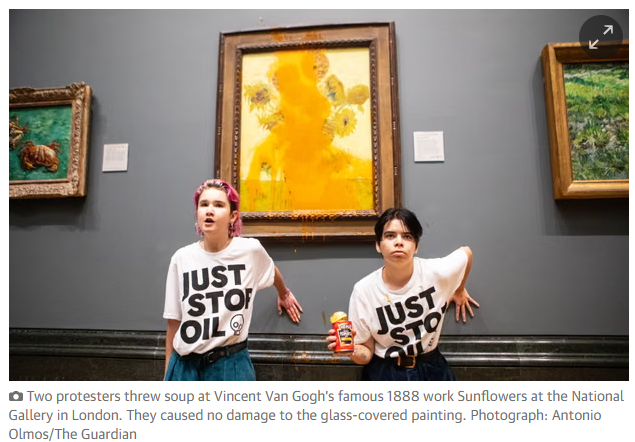 JUST
STOP
OIL
JUST
STO
OIL
Two protesters threw soup at Vincent Van Gogh's famous 1888 work Sunflowers at the National
Gallery in London. They caused no damage to the glass-covered painting. Photograph: Antonio
Olmos/The Guardian